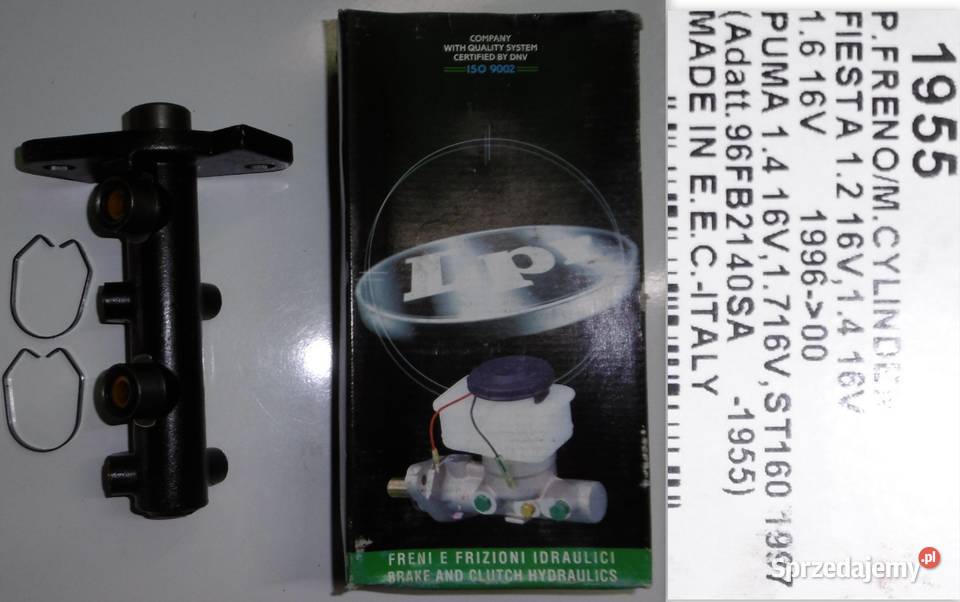 COMPANY
WITH QUALITY SYSTEM
CERTIFIED BY DNV
ISO 9002
lpr
FRENI E FRIZIONI IDRAULICI
BRAKE AND CLUTCH HYDRAULICS
1955
P.FRENO/M.CYLINDER
FIESTA 1.2 16V,1.4 16V
1.6 16V 1996->00
PUMA 1.4 16V,1.716V,ST160 1997
(Adatt.96FB2140SA -1955)
MADE IN E.E.C.-ITALY
Sprzedajemy.pl